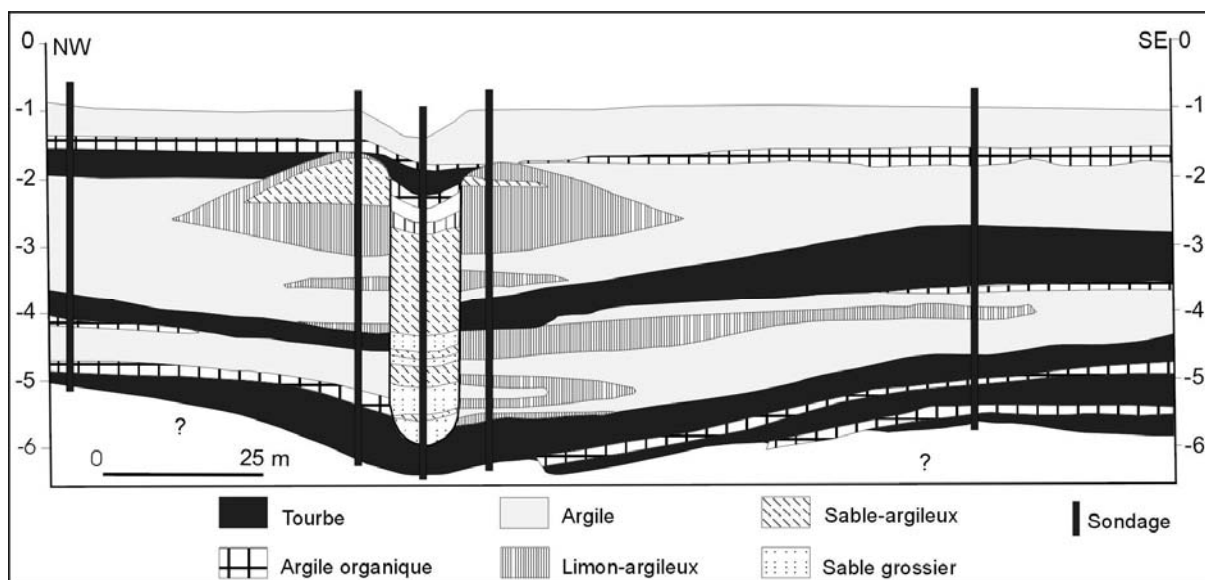 0 NW SE 0
-1 -1
-2 -2
-3 -3
-4 -4
-5 -5
? ?
-6 -6
0 25 m
Tourbe Argile Sable-argileux Sondage
Argile organique Limon-argileux Sable grossier